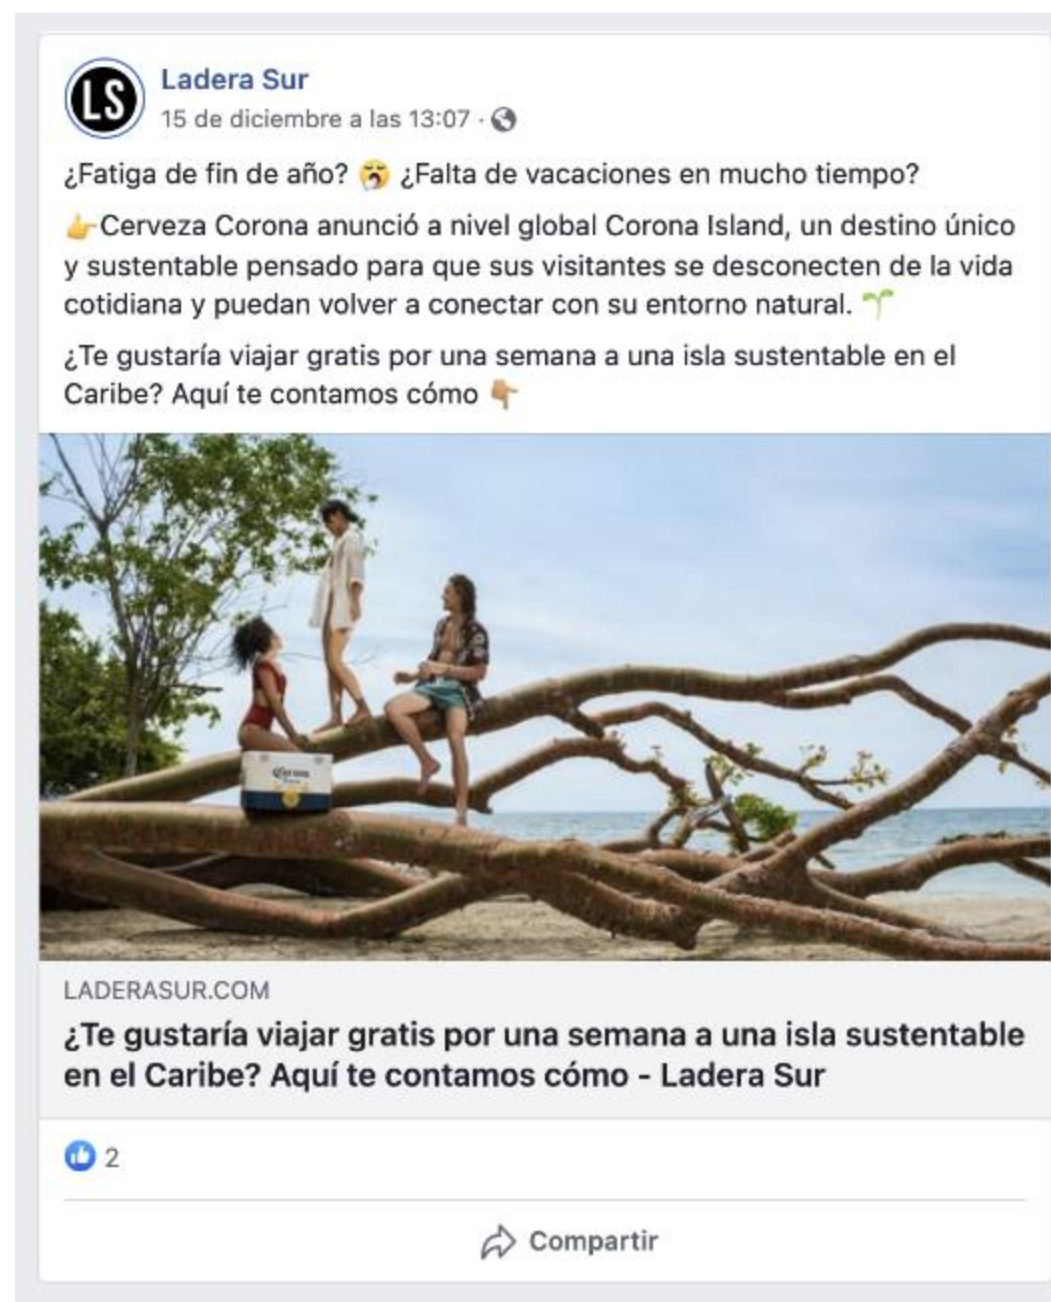 LS
Ladera Sur
15 de diciembre a las 13:07 ·
¿Fatiga de fin de año? 🥱 ¿Falta de vacaciones en mucho tiempo?
👉Cerveza Corona anunció a nivel global Corona Island, un destino único
y sustentable pensado para que sus visitantes se desconecten de la vida
cotidiana y puedan volver a conectar con su entorno natural. 🌱
¿Te gustaría viajar gratis por una semana a una isla sustentable en el
Caribe? Aquí te contamos cómo 👇🏼
Corona
LADERASUR.COM
¿Te gustaría viajar gratis por una semana a una isla sustentable
en el Caribe? Aquí te contamos cómo - Ladera Sur
2
Compartir